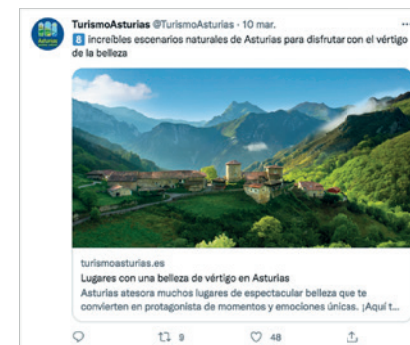 TurismoAsturias @TurismoAsturias · 10 mar. ...
8 increíbles escenarios naturales de Asturias para disfrutar con el vértigo
de la belleza
Asturias
turismoasturias.es
Lugares con una belleza de vértigo en Asturias
Asturias atesora muchos lugares de espectacular belleza que te
convierten en protagonista de momentos y emociones únicas. ¡Aquí t...
9 48